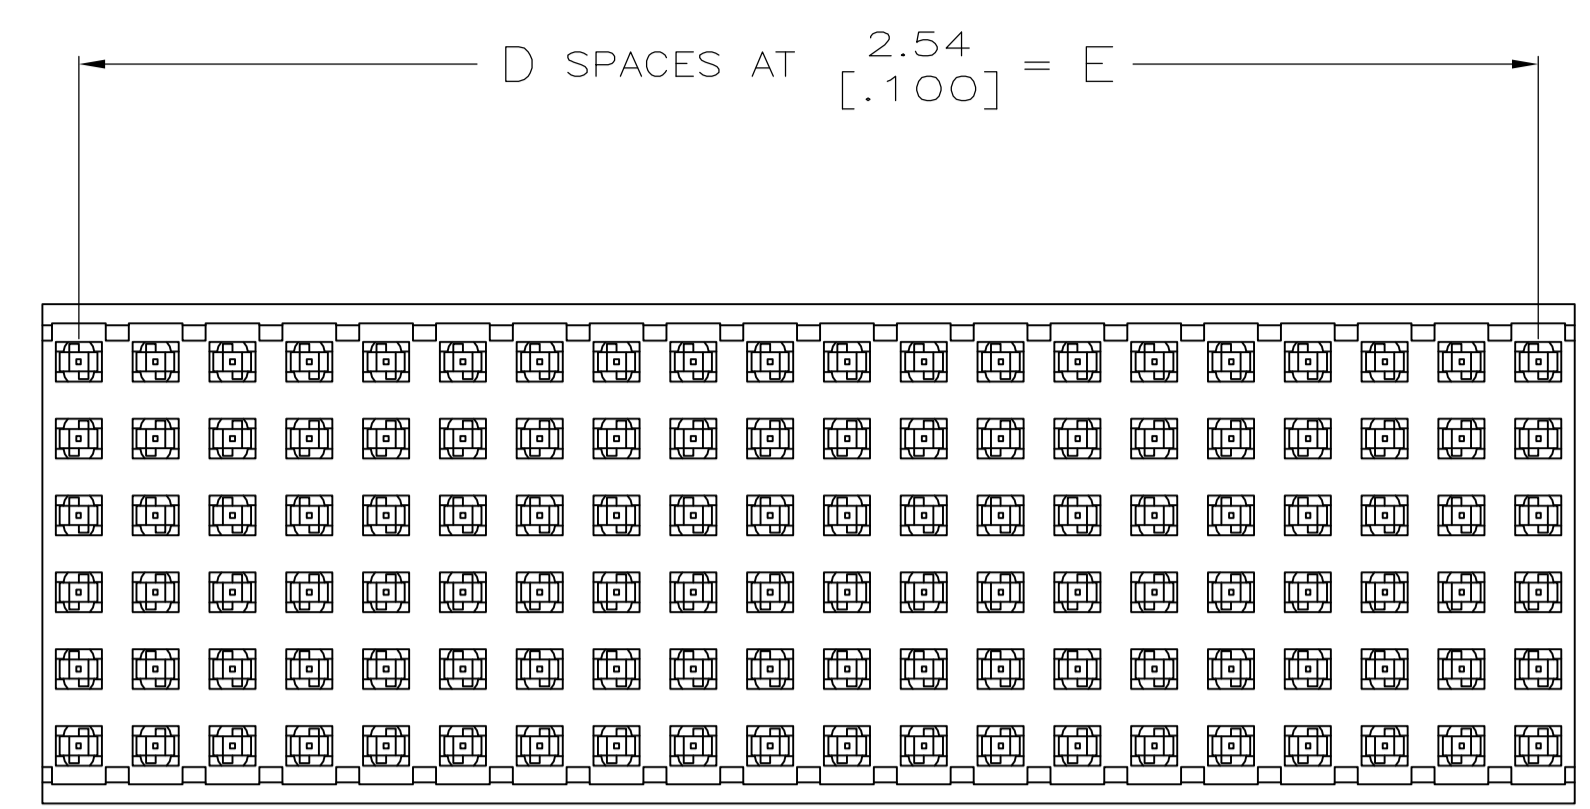 D SPACES AT 2.54 [.100] = E